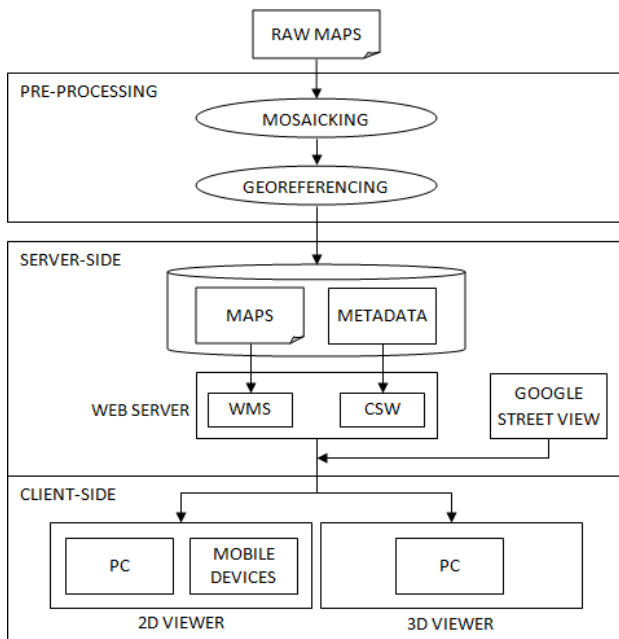 RAW MAPS
PRE-PROCESSING
MOSAICKING
GEOREFERENCING
SERVER-SIDE
MAPS
METADATA
WEB SERVER
WMS
CSW
GOOGLE
STREET VIEW
CLIENT-SIDE
PC
MOBILE
DEVICES
PC
2D VIEWER
3D VIEWER